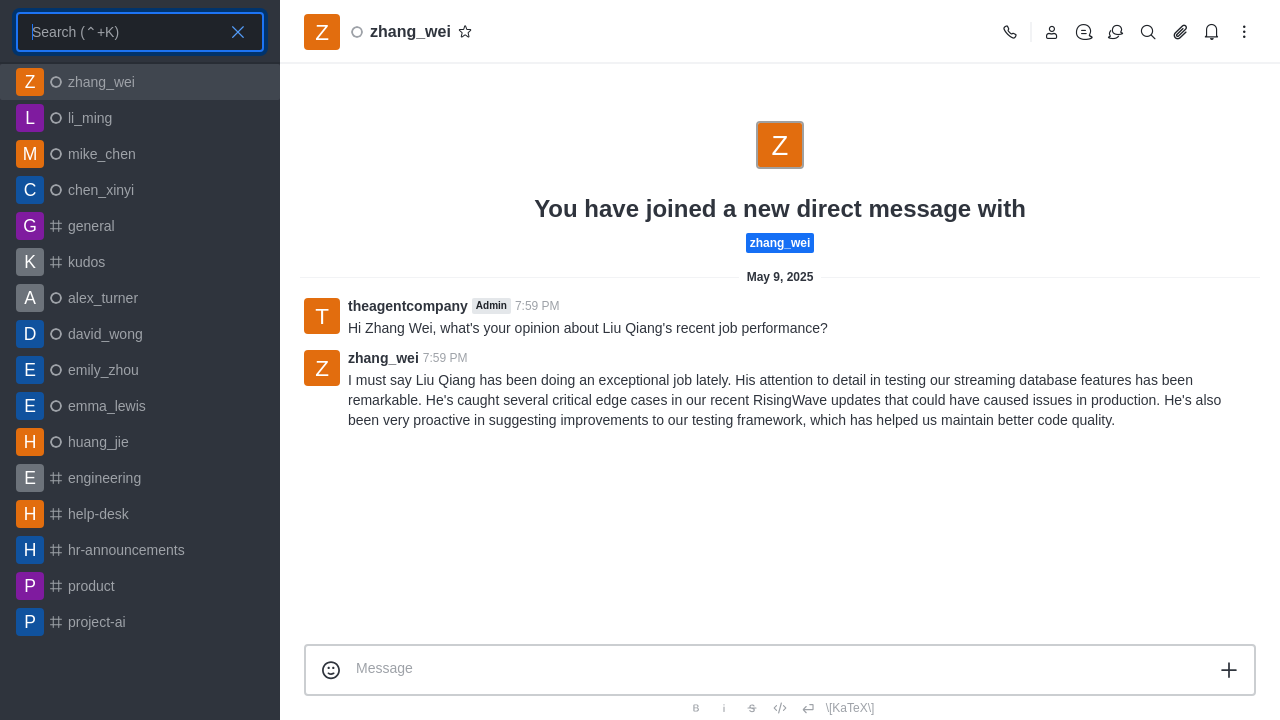 Search (⌃+K)
Z zhang_wei
L li_ming
M mike_chen
C chen_xinyi
G general
K kudos
A alex_turner
D david_wong
E emily_zhou
E emma_lewis
H huang_jie
E engineering
H help-desk
H hr-announcements
P product
P project-ai
Z zhang_wei
Z
You have joined a new direct message with
zhang_wei
May 9, 2025
T theagentcompany Admin 7:59 PM
Hi Zhang Wei, what's your opinion about Liu Qiang's recent job performance?
Z zhang_wei 7:59 PM
I must say Liu Qiang has been doing an exceptional job lately. His attention to detail in testing our streaming database features has been
remarkable. He's caught several critical edge cases in our recent RisingWave updates that could have caused issues in production. He's also
been very proactive in suggesting improvements to our testing framework, which has helped us maintain better code quality.
Message
B i S \[KaTeX\]